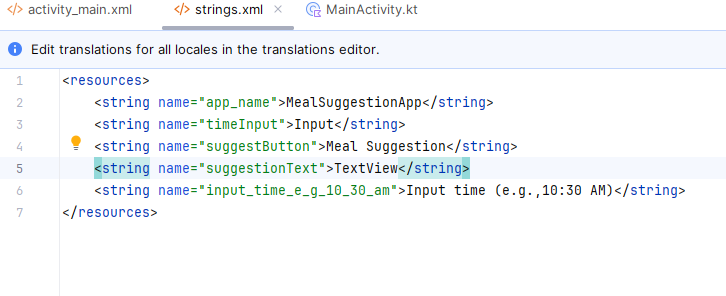 activity_main.xml strings.xml MainActivity.kt
Edit translations for all locales in the translations editor.
1 <resources>
2 <string name="app_name">MealSuggestionApp</string>
3 <string name="timeInput">Input</string>
4 <string name="suggestButton">Meal Suggestion</string>
5 <string name="suggestionText">TextView</string>
6 <string name="input_time_e_g_10_30_am">Input time (e.g.,10:30 AM)</string>
7 </resources>